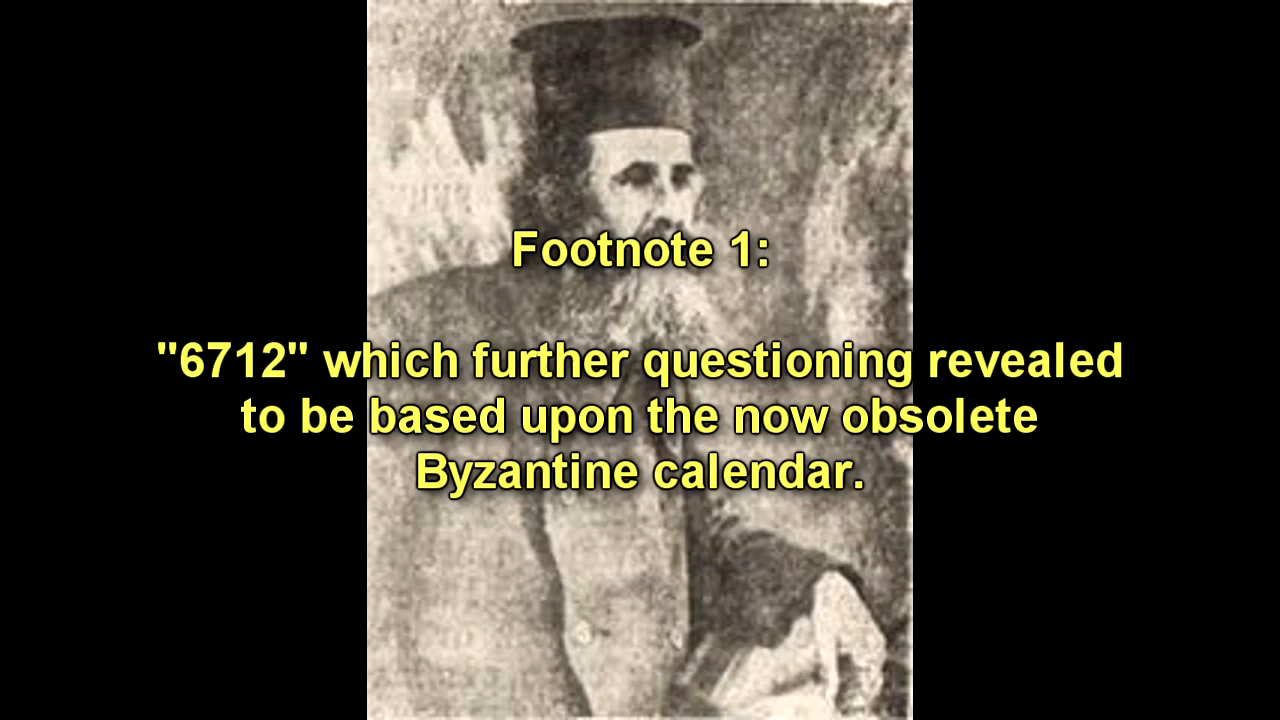 Footnote 1:
"6712" which further questioning revealed
to be based upon the now obsolete
Byzantine calendar.